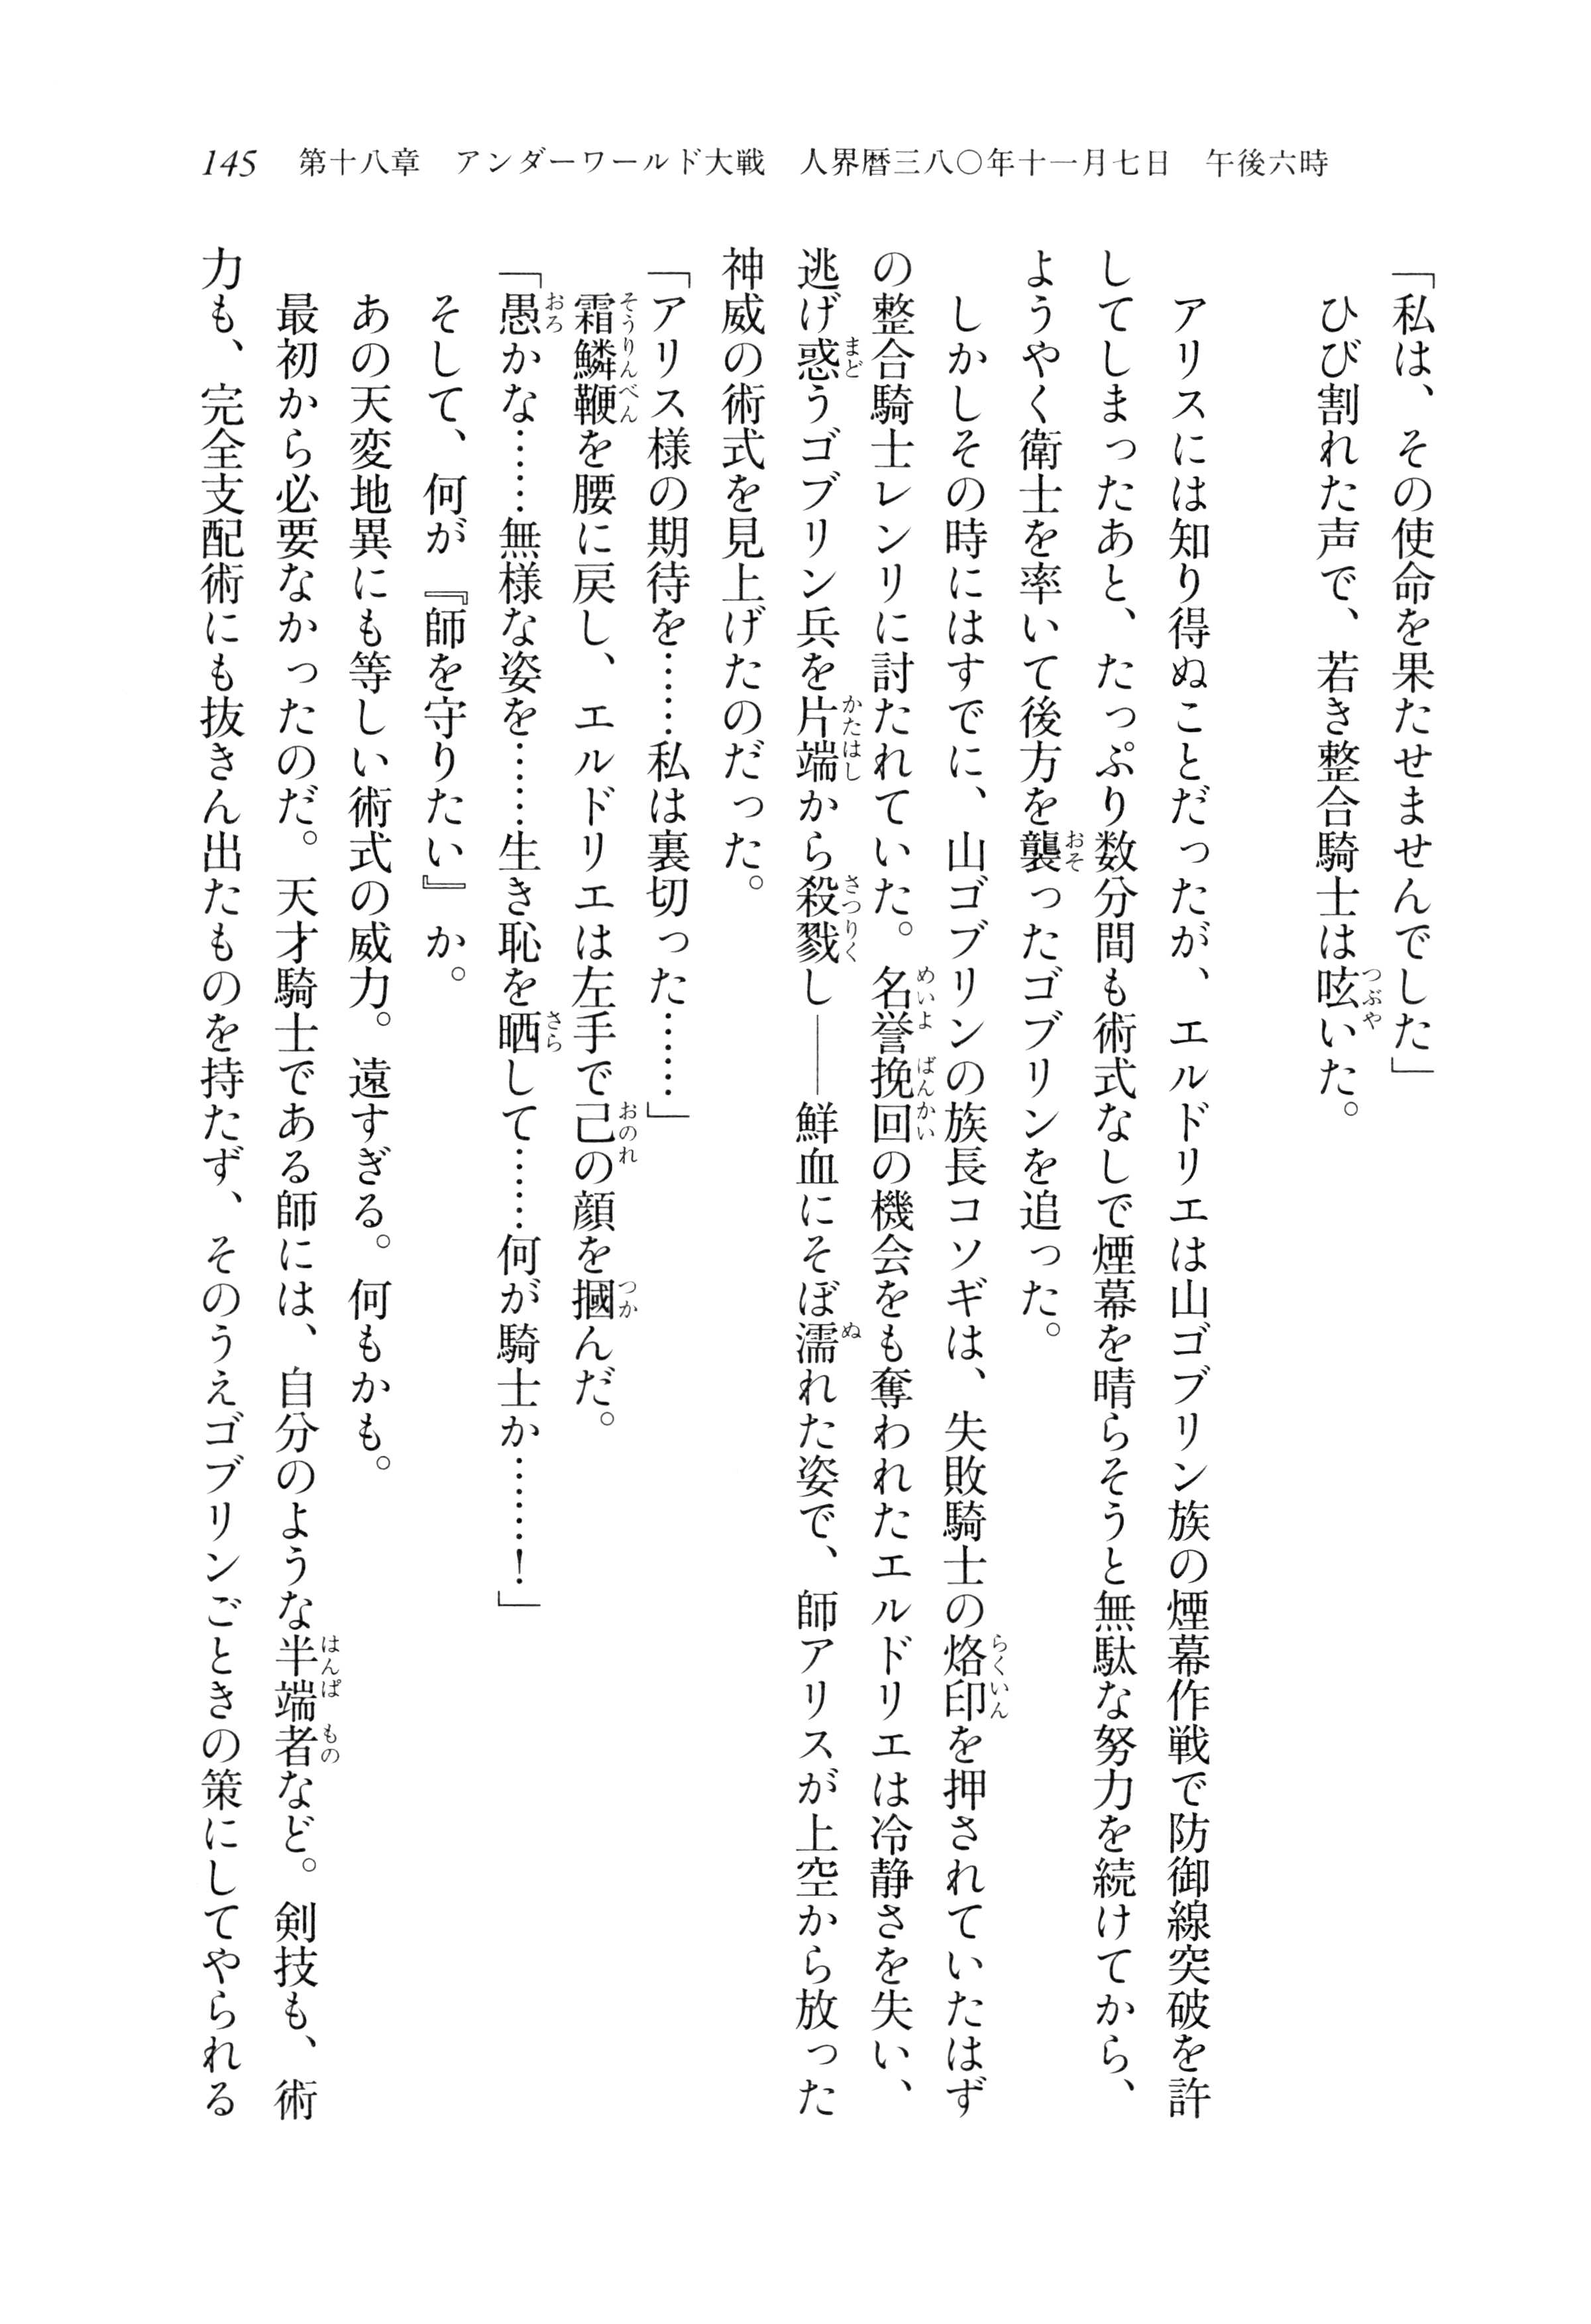 145 第十八章 アンダーワールド大戦 人界暦三八〇年十一月七日 午後六時
「私は、その使命を果たせませんでした」
ひび割れた声で、若き整合騎士は呟いた。
アリスには知り得ぬことだったが、エルドリエは山ゴブリン族の煙幕作戦で防御線突破を許
してしまったあと、たっぷり数分間も術式なしで煙幕を晴らそうと無駄な努力を続けてから、
ようやく衛士を率いて後方を襲ったゴブリンを追った。
しかしその時にはすでに、山ゴブリンの族長コソギは、失敗騎士の烙印を押されていたはず
の整合騎士レンリに討たれていた。名誉挽回の機会をも奪われたエルドリエは冷静さを失い、
逃げ惑うゴブリン兵を片端から殺戮し――鮮血にそぼ濡れた姿で、師アリスが上空から放った
神威の術式を見上げたのだった。
「アリス様の期待を……私は裏切った……」
霜鱗鞭を腰に戻し、エルドリエは左手で己の顔を摑んだ。
「愚かな……無様な姿を……生き恥を晒して……何が騎士か……！」
そして、何が『師を守りたい』か。
あの天変地異にも等しい術式の威力。遠すぎる。何もかも。
最初から必要なかったのだ。天才騎士である師には、自分のような半端者など。剣技も、術
力も、完全支配術にも抜きん出たものを持たず、そのうえゴブリンごときの策にしてやられる